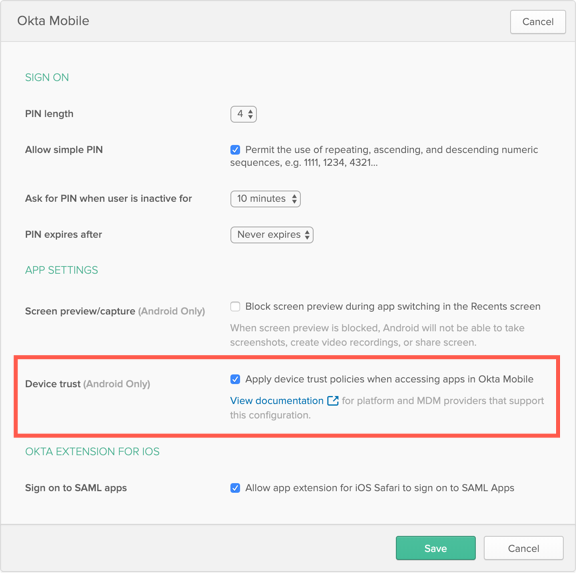 Okta Mobile
Cancel
SIGN ON
PIN length
4
Allow simple PIN
Permit the use of repeating, ascending, and descending numeric
sequences, e.g. 1111, 1234, 4321...
Ask for PIN when user is inactive for
10 minutes
PIN expires after
Never expires
APP SETTINGS
Screen preview/capture (Android Only)
Block screen preview during app switching in the Recents screen
When screen preview is blocked, Android will not be able to take
screenshots, create video recordings, or share screen.
Device trust (Android Only)
Apply device trust policies when accessing apps in Okta Mobile
View documentation for platform and MDM providers that support
this configuration.
OKTA EXTENSION FOR IOS
Sign on to SAML apps
Allow app extension for iOS Safari to sign on to SAML Apps
Save
Cancel